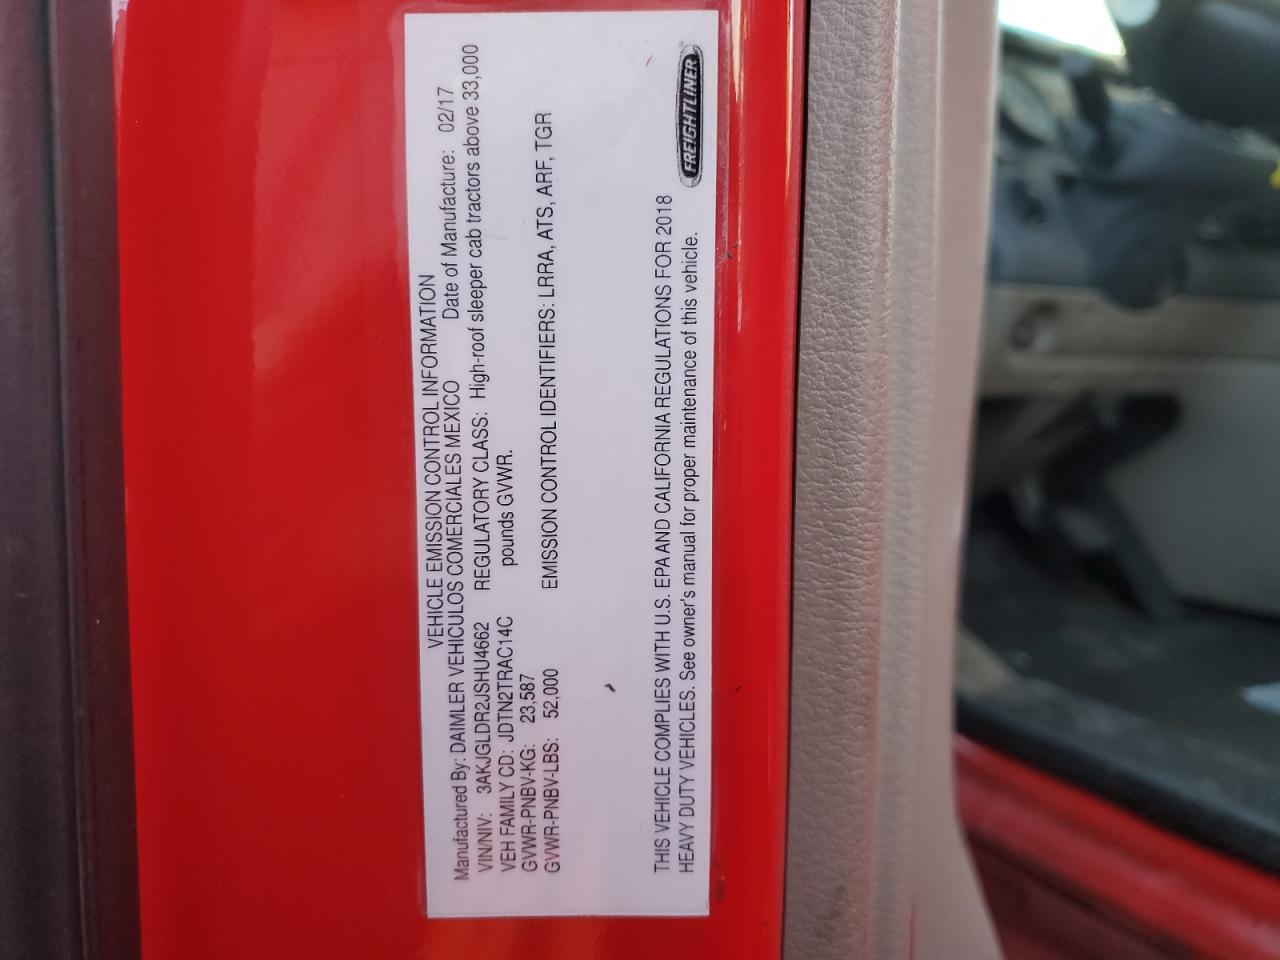 VEHICLE EMISSION CONTROL INFORMATION
Manufactured By: DAIMLER VEHICULOS COMERCIALES MEXICO Date of Manufacture: 02/17
VIN/NIV: 3AKJGLDR2JSHU4662 REGULATORY CLASS: High-roof sleeper cab tractors above 33,000
VEH FAMILY CD: JDTN2TRAC14C pounds GVWR.
GVWR-PNBV-KG: 23,587
GVWR-PNBV-LBS: 52,000 EMISSION CONTROL IDENTIFIERS: LRRA, ATS, ARF, TGR
THIS VEHICLE COMPLIES WITH U.S. EPA AND CALIFORNIA REGULATIONS FOR 2018
HEAVY DUTY VEHICLES. See owner's manual for proper maintenance of this vehicle.
FREIGHTLINER